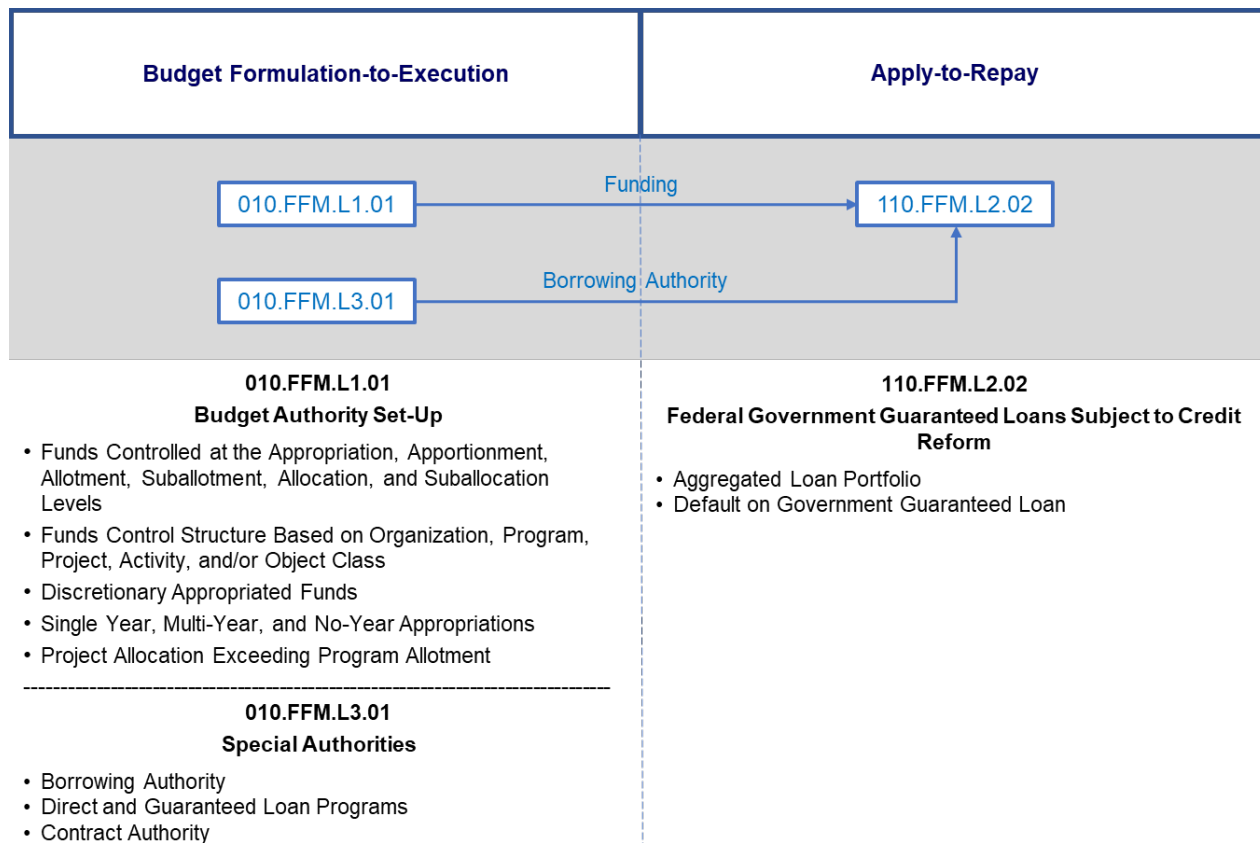 Budget Formulation-to-Execution
Apply-to-Repay
Funding
010.FFM.L1.01
110.FFM.L2.02
Borrowing Authority
010.FFM.L3.01
010.FFM.L1.01
Budget Authority Set-Up
• Funds Controlled at the Appropriation, Apportionment,
Allotment, Suballotment, Allocation, and Suballocation
Levels
• Funds Control Structure Based on Organization, Program,
Project, Activity, and/or Object Class
• Discretionary Appropriated Funds
• Single Year, Multi-Year, and No-Year Appropriations
• Project Allocation Exceeding Program Allotment
010.FFM.L3.01
Special Authorities
• Borrowing Authority
• Direct and Guaranteed Loan Programs
• Contract Authority
110.FFM.L2.02
Federal Government Guaranteed Loans Subject to Credit
Reform
• Aggregated Loan Portfolio
• Default on Government Guaranteed Loan